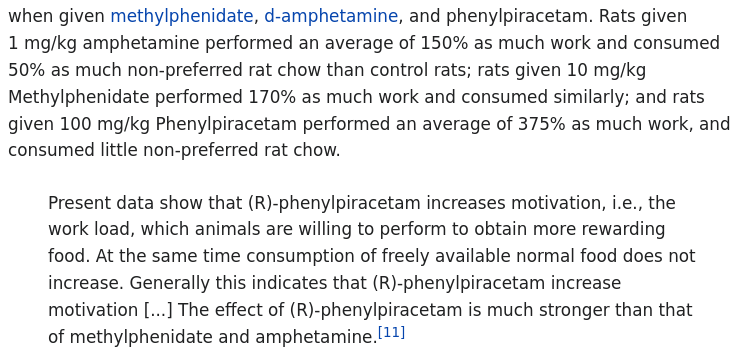 when given methylphenidate, d-amphetamine, and phenylpiracetam. Rats given
1 mg/kg amphetamine performed an average of 150% as much work and consumed
50% as much non-preferred rat chow than control rats; rats given 10 mg/kg
Methylphenidate performed 170% as much work and consumed similarly; and rats
given 100 mg/kg Phenylpiracetam performed an average of 375% as much work, and
consumed little non-preferred rat chow.
Present data show that (R)-phenylpiracetam increases motivation, i.e., the
work load, which animals are willing to perform to obtain more rewarding
food. At the same time consumption of freely available normal food does not
increase. Generally this indicates that (R)-phenylpiracetam increase
motivation [...] The effect of (R)-phenylpiracetam is much stronger than that
of methylphenidate and amphetamine.[11]